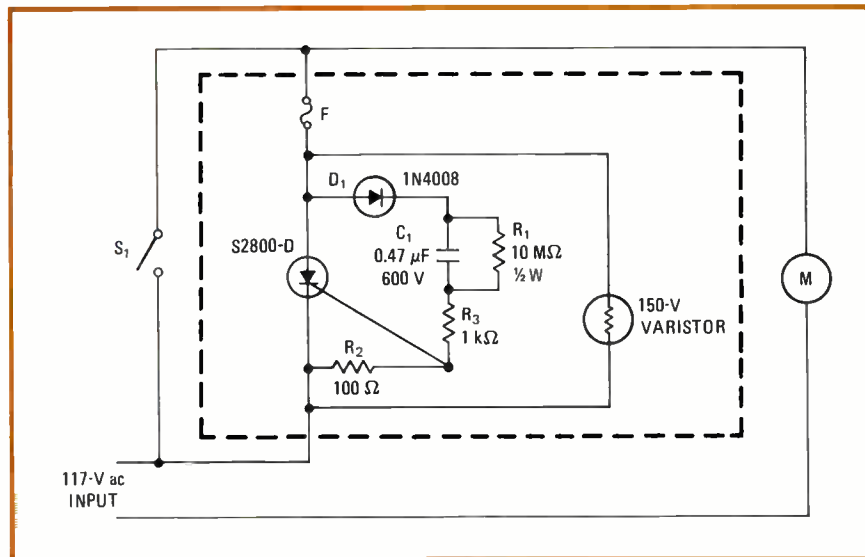 F
D1
1N4008
C1
0.47 μF
600 V
R1
10 MΩ
½ W
S1
S2800-D
R3
1 kΩ
R2
100 Ω
150-V
VARISTOR
M
117-V ac
INPUT